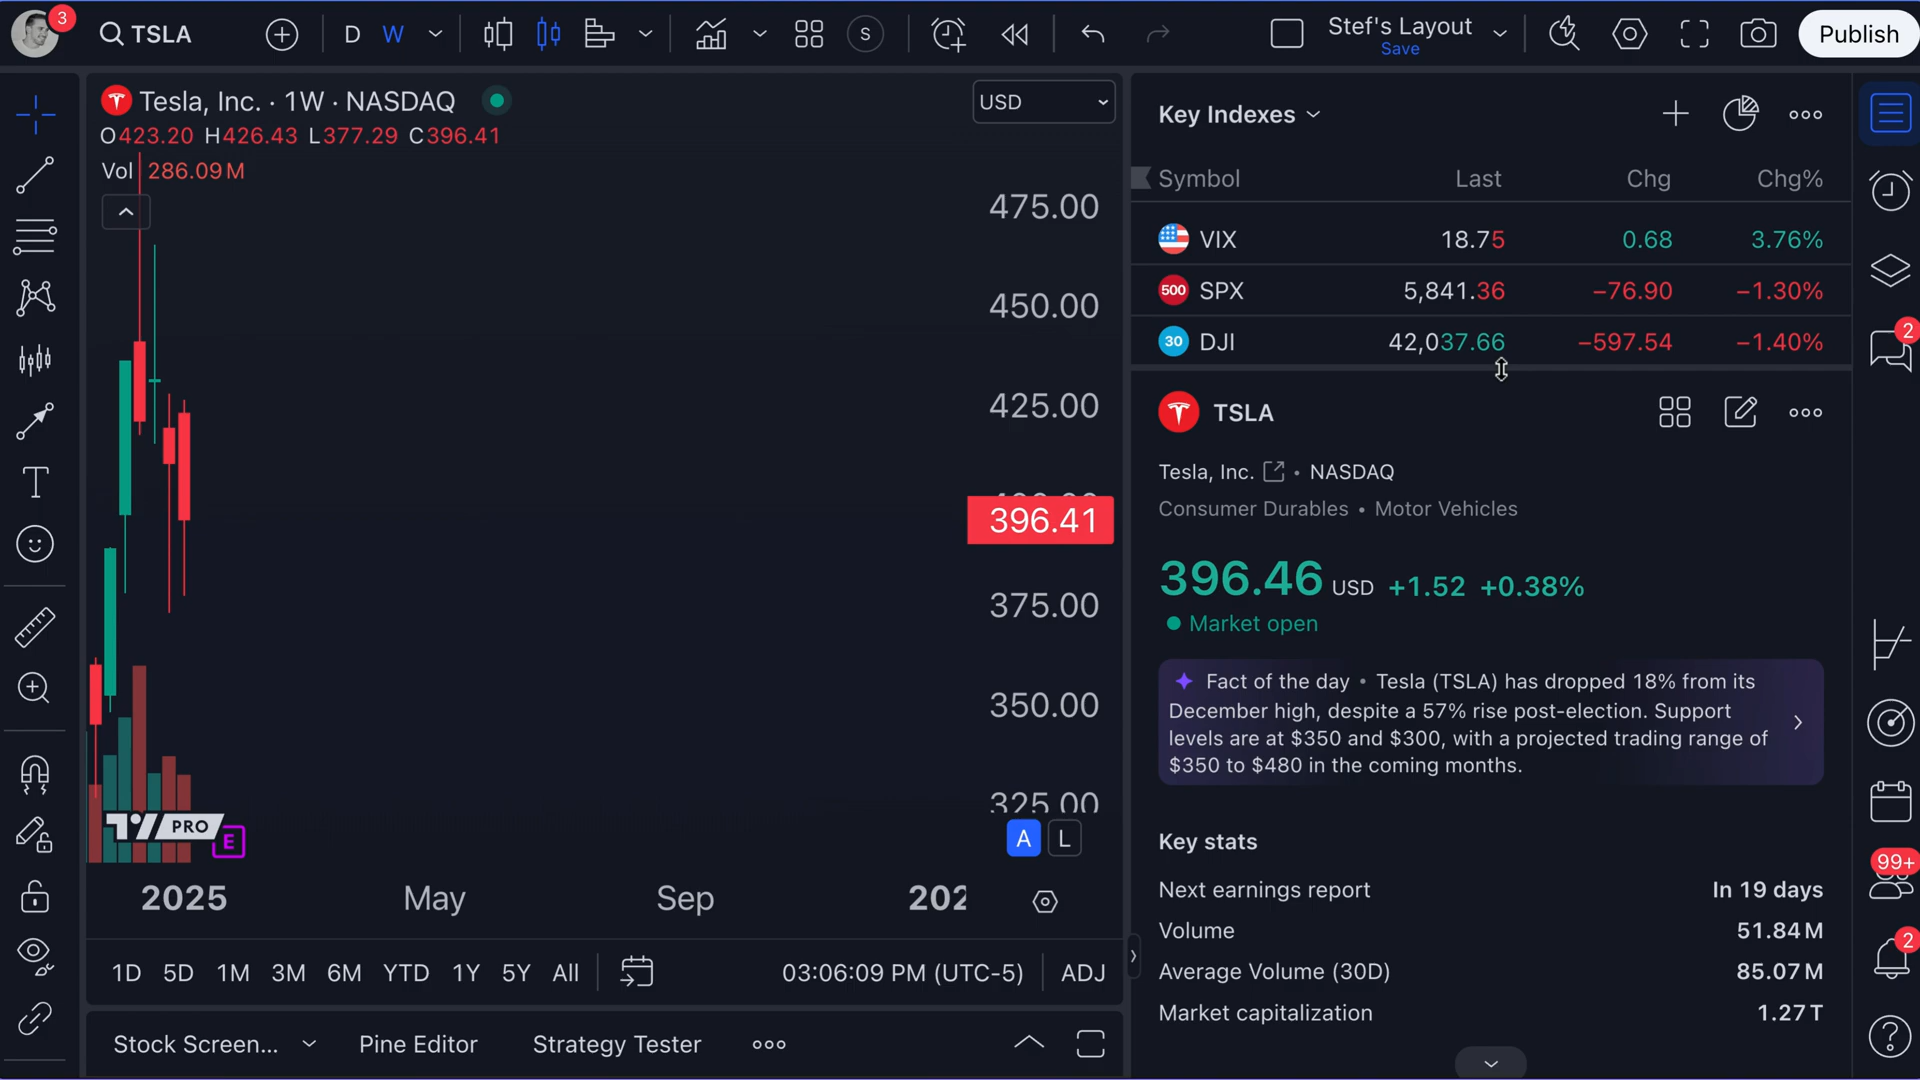 3
TSLA
D
W
S
Stef's Layout
Save
Publish
Tesla, Inc. · 1W · NASDAQ
USD
O423.20 H426.43 L377.29 C396.41
Vol 286.09 M
475.00
450.00
425.00
396.41
375.00
350.00
325.00
PRO
E
A
L
2025
May
Sep
202
1D
5D
1M
3M
6M
YTD
1Y
5Y
All
03:06:09 PM (UTC-5)
ADJ
Stock Screen...
Pine Editor
Strategy Tester
Key Indexes
Symbol Last Chg Chg%
VIX 18.75 0.68 3.76%
500 SPX 5,841.36 −76.90 −1.30%
30 DJI 42,037.66 −597.54 −1.40%
TSLA
Tesla, Inc. • NASDAQ
Consumer Durables • Motor Vehicles
396.46 USD +1.52 +0.38%
Market open
Fact of the day • Tesla (TSLA) has dropped 18% from its
December high, despite a 57% rise post-election. Support
levels are at $350 and $300, with a projected trading range of
$350 to $480 in the coming months.
Key stats
Next earnings report In 19 days
Volume 51.84 M
Average Volume (30D) 85.07 M
Market capitalization 1.27 T
2
99+
2